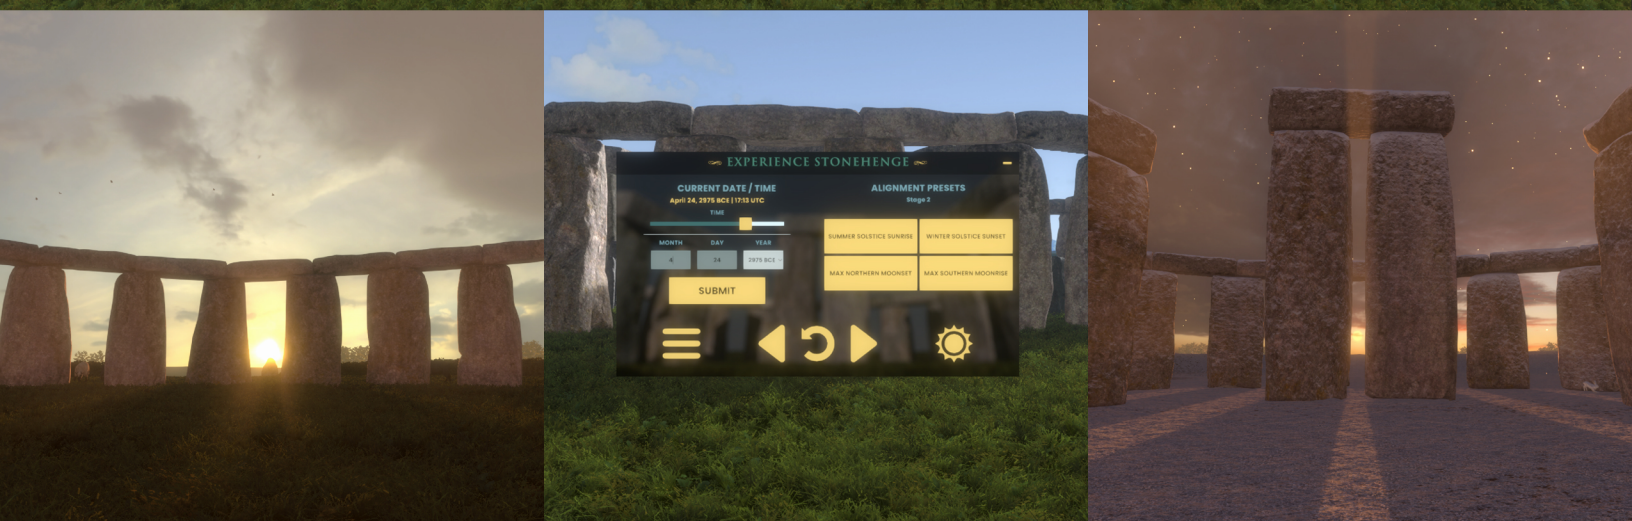 EXPERIENCE STONEHENGE
CURRENT DATE / TIME
April 24, 2975 BCE | 17:13 UTC
TIME
MONTH DAY YEAR
4 24 2975 BCE
SUBMIT
ALIGNMENT PRESETS
Stage 2
SUMMER SOLSTICE SUNRISE
WINTER SOLSTICE SUNSET
MAX NORTHERN MOONSET
MAX SOUTHERN MOONRISE